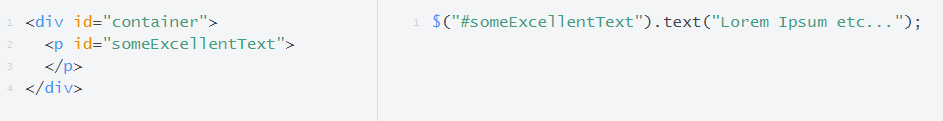 1 <div id="container">
2   <p id="someExcellentText">
3   </p>
4 </div>
1 $("#someExcellentText").text("Lorem Ipsum etc...");